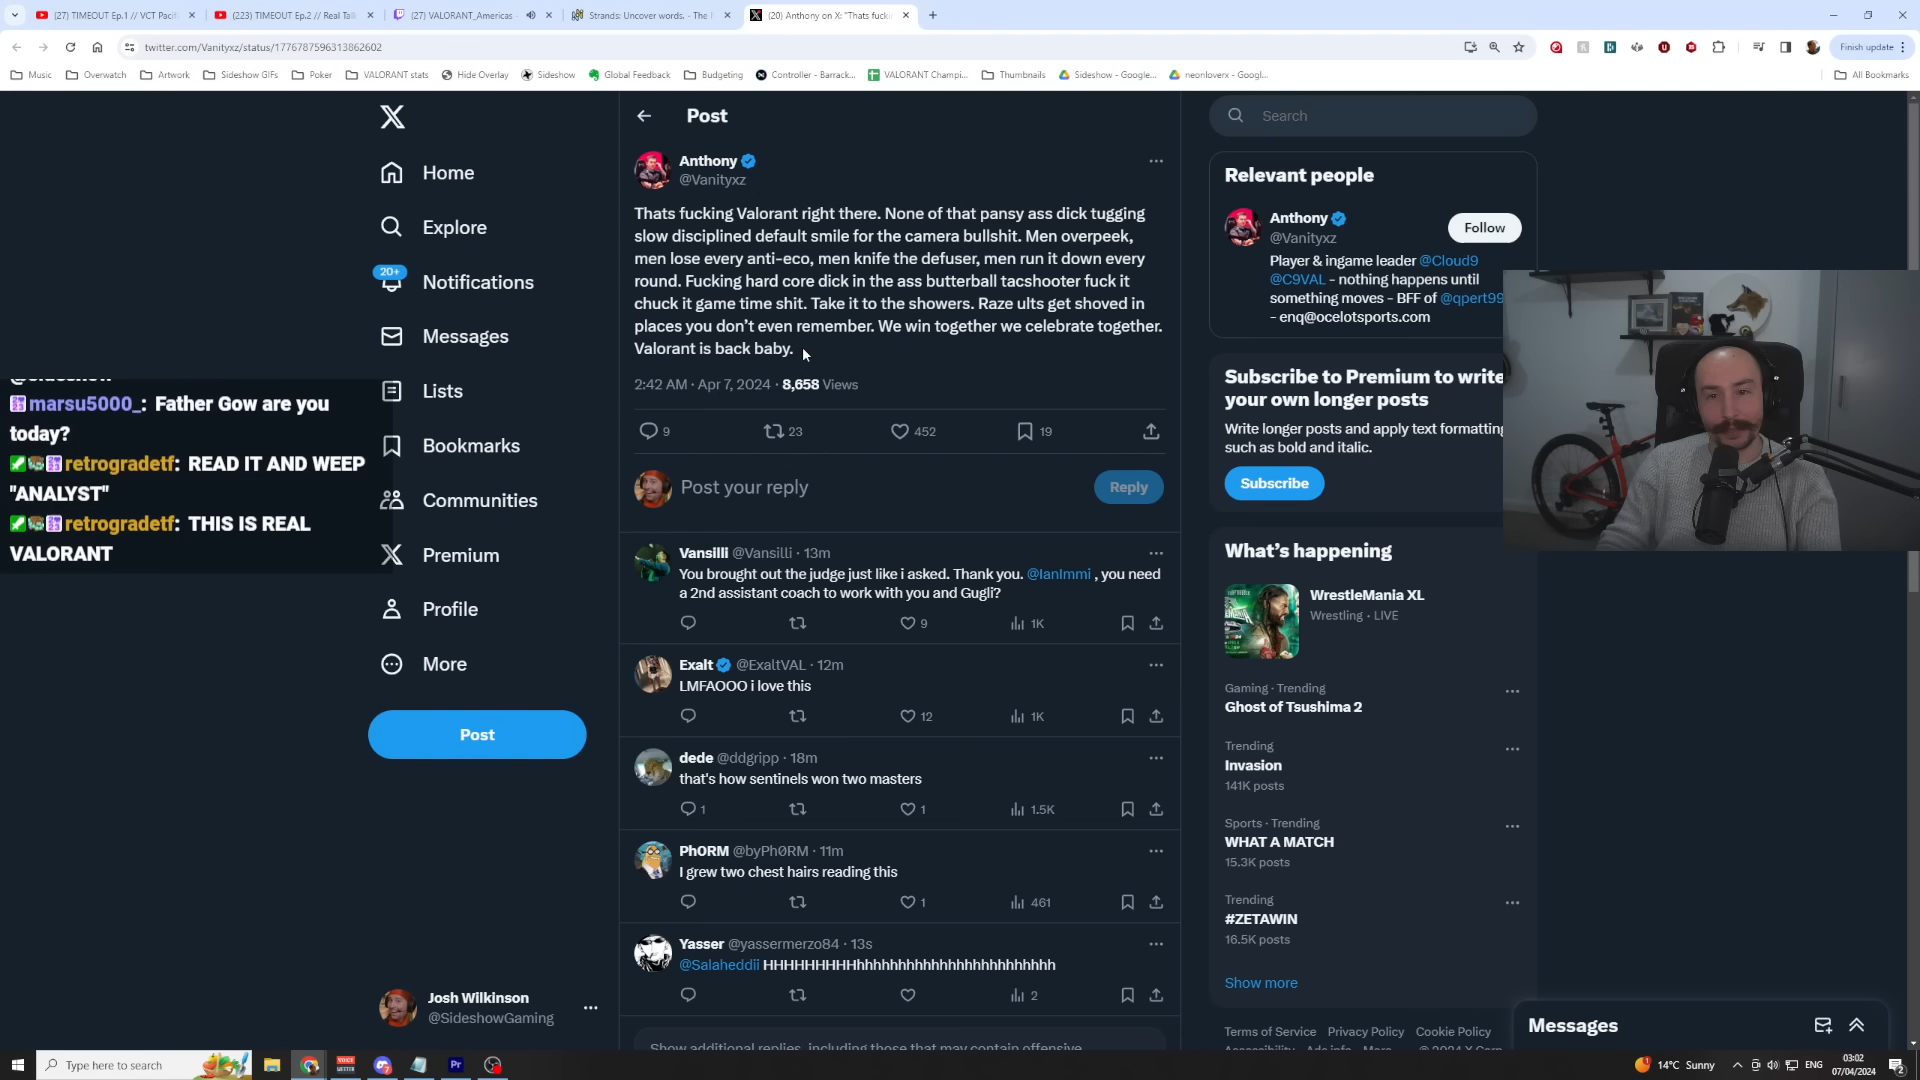 (27) TIMEOUT Ep.1 // VCT Pacif
(223) TIMEOUT Ep.2 // Real Tal
(27) VALORANT_Americas -
Strands: Uncover words. - The
(20) Anthony on X: "Thats fucki
twitter.com/Vanityxz/status/1776787596313862602
Finish update
Music
Overwatch
Artwork
Sideshow GIFs
Poker
VALORANT stats
Hide Overlay
Sideshow
Global Feedback
Budgeting
Controller - Barrack...
VALORANT Champi...
Thumbnails
Sideshow - Google...
neonloverx - Googl...
All Bookmarks
Home
Explore
20+
Notifications
Messages
Lists
Bookmarks
Communities
Premium
Profile
More
Post
Josh Wilkinson
@SideshowGaming
marsu5000_: Father Gow are you
today?
retrogradetf: READ IT AND WEEP
"ANALYST"
retrogradetf: THIS IS REAL
VALORANT
Post
Anthony
@Vanityxz
Thats fucking Valorant right there. None of that pansy ass dick tugging
slow disciplined default smile for the camera bullshit. Men overpeek,
men lose every anti-eco, men knife the defuser, men run it down every
round. Fucking hard core dick in the ass butterball tacshooter fuck it
chuck it game time shit. Take it to the showers. Raze ults get shoved in
places you don’t even remember. We win together we celebrate together.
Valorant is back baby.
2:42 AM · Apr 7, 2024 · 8,658 Views
9 23 452 19
Post your reply
Reply
Vansilli @Vansilli · 13m
You brought out the judge just like i asked. Thank you. @IanImmi , you need
a 2nd assistant coach to work with you and Gugli?
9 1K
Exalt @ExaltVAL · 12m
LMFAOOO i love this
12 1K
dede @ddgripp · 18m
that's how sentinels won two masters
1 1 1.5K
PhØRM @byPhØRM · 11m
I grew two chest hairs reading this
1 461
Yasser @yassermerzo84 · 13s
@Salaheddii HHHHHHHHHHhhhhhhhhhhhhhhhhhhhhhhhh
2
Show additional replies, including those that may contain offensive
Search
Relevant people
Anthony
@Vanityxz
Follow
Player & ingame leader @Cloud9
@C9VAL - nothing happens until
something moves - BFF of @qpert99
- enq@ocelotsports.com
Subscribe to Premium to write
your own longer posts
Write longer posts and apply text formatting
such as bold and italic.
Subscribe
What’s happening
WrestleMania XL
Wrestling · LIVE
Gaming · Trending
Ghost of Tsushima 2
Trending
Invasion
141K posts
Sports · Trending
WHAT A MATCH
15.3K posts
Trending
#ZETAWIN
16.5K posts
Show more
Terms of Service Privacy Policy Cookie Policy
Messages
Type here to search
14°C Sunny
ENG
03:02
07/04/2024
2